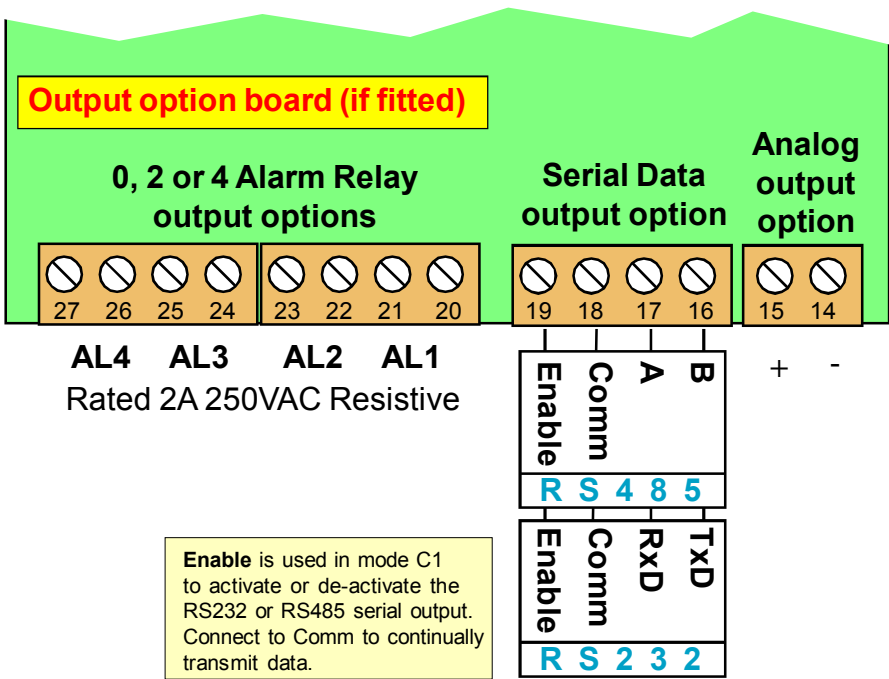 Output option board (if fitted)
0, 2 or 4 Alarm Relay
output options
Serial Data
output option
Analog
output
option
27 26 25 24 23 22 21 20
19 18 17 16
15 14
AL4 AL3 AL2 AL1
Rated 2A 250VAC Resistive
+ -
Enable
Comm
A
B
RS485
Enable
Comm
RxD
TxD
RS232
Enable is used in mode C1
to activate or de-activate the
RS232 or RS485 serial output.
Connect to Comm to continually
transmit data.